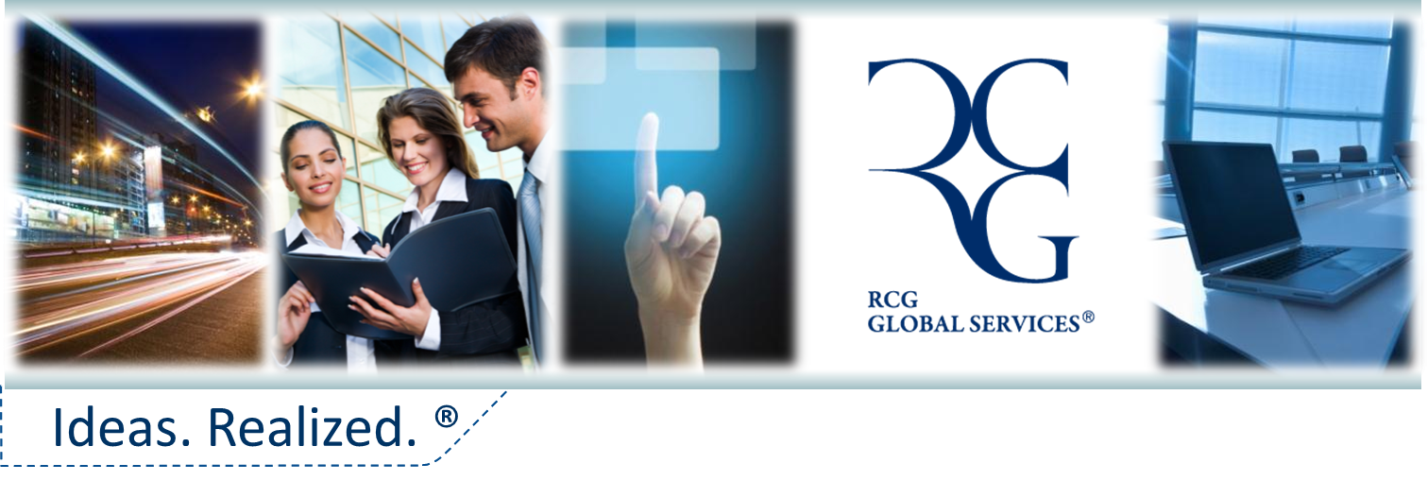 RCG
RCG
GLOBAL SERVICES®
Ideas. Realized. ®